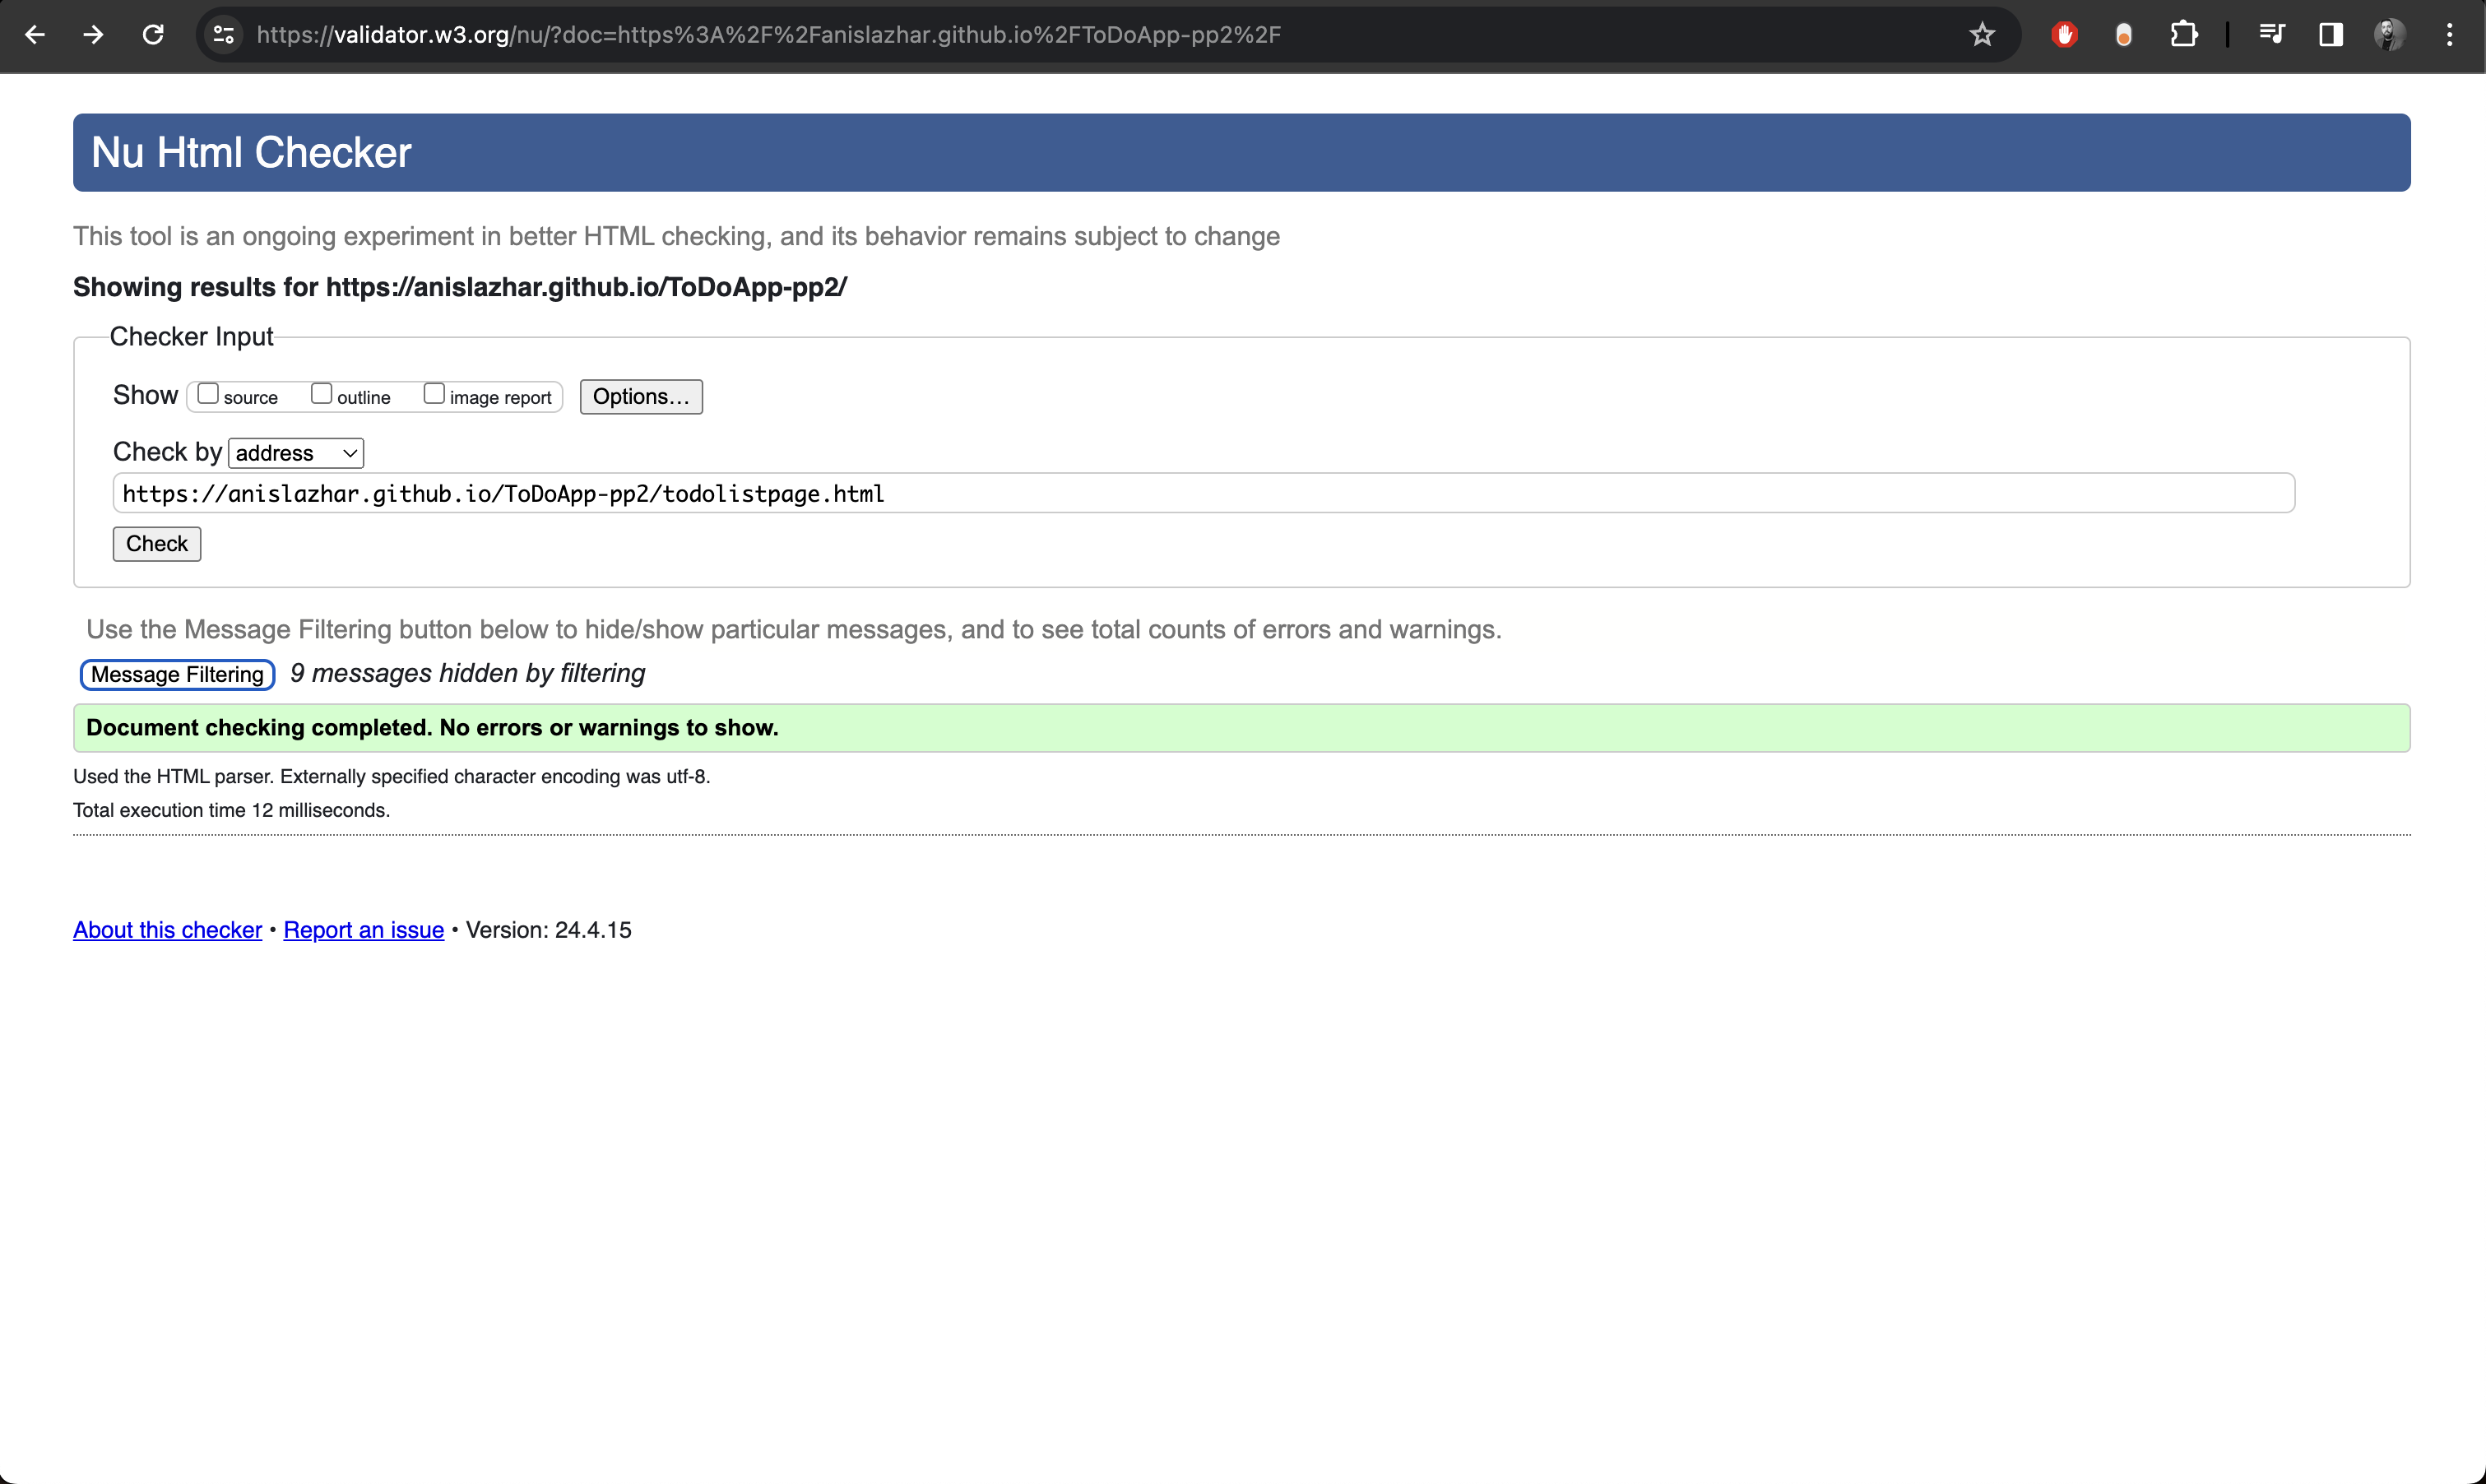 https://validator.w3.org/nu/?doc=https%3A%2F%2Fanislazhar.github.io%2FToDoApp-pp2%2F
Nu Html Checker
This tool is an ongoing experiment in better HTML checking, and its behavior remains subject to change
Showing results for https://anislazhar.github.io/ToDoApp-pp2/
Checker Input
Show source outline image report Options...
Check by address
https://anislazhar.github.io/ToDoApp-pp2/todolistpage.html
Check
Use the Message Filtering button below to hide/show particular messages, and to see total counts of errors and warnings.
Message Filtering 9 messages hidden by filtering
Document checking completed. No errors or warnings to show.
Used the HTML parser. Externally specified character encoding was utf-8.
Total execution time 12 milliseconds.
About this checker • Report an issue • Version: 24.4.15